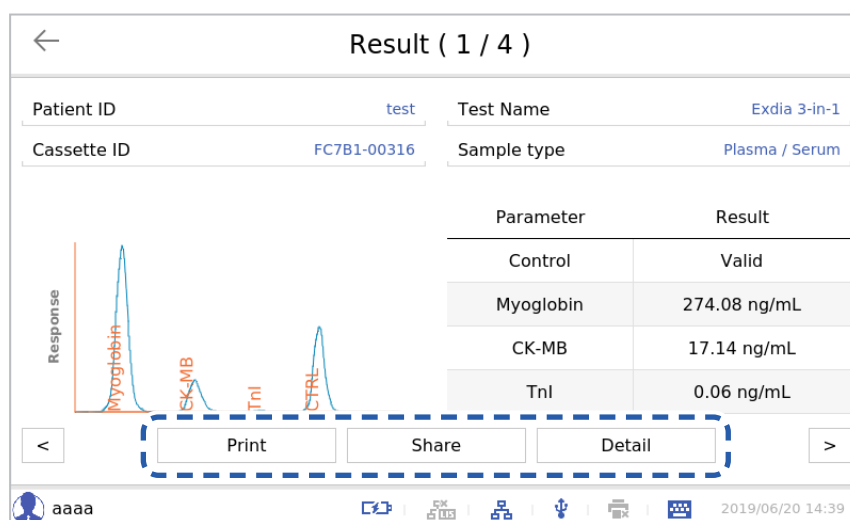 Result ( 1 / 4 )
Patient ID test Test Name Exdia 3-in-1
Cassette ID FC7B1-00316 Sample type Plasma / Serum
Parameter Result
Control Valid
Myoglobin 274.08 ng/mL
CK-MB 17.14 ng/mL
TnI 0.06 ng/mL
Response
Myoglobin
CK-MB
TnI
CTRL
< Print Share Detail >
aaaa LIS 2019/06/20 14:39